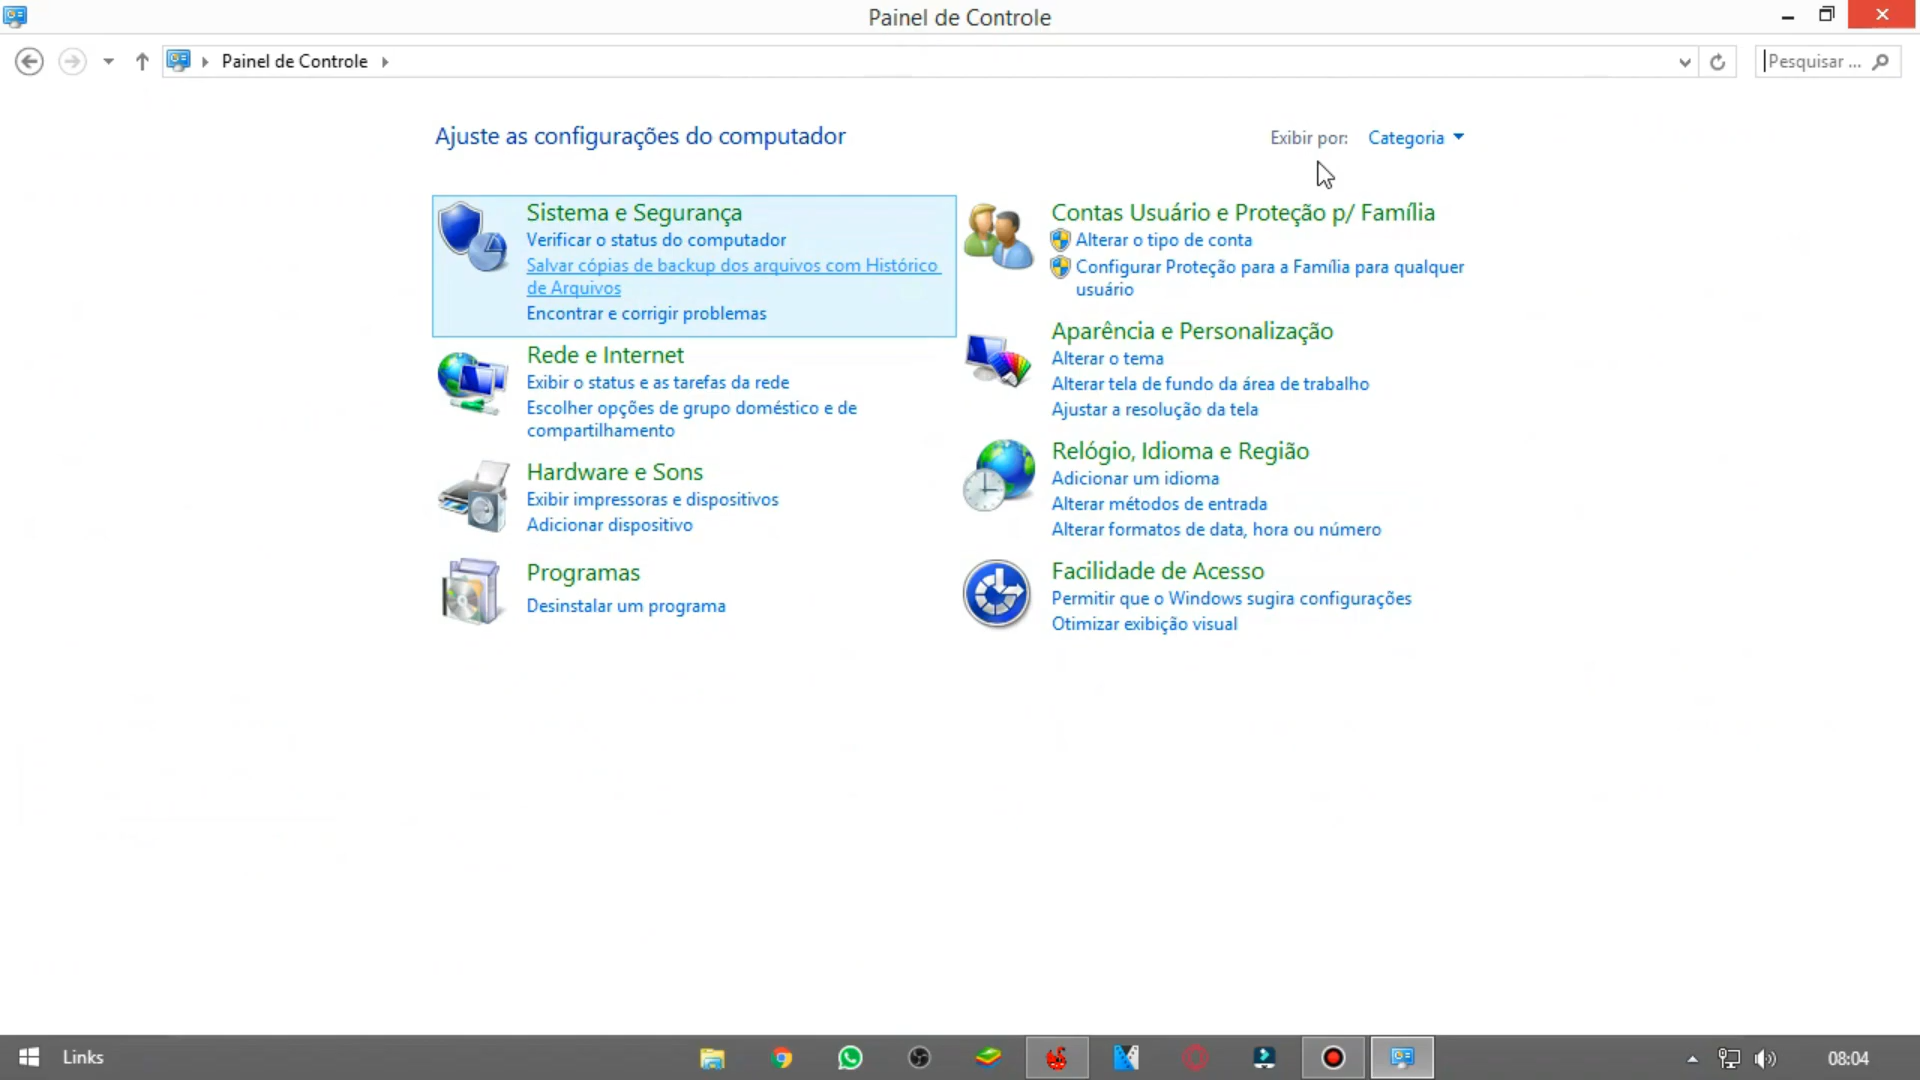 Painel de Controle
Painel de Controle
Pesquisar ...
Ajuste as configurações do computador
Exibir por: Categoria
Sistema e Segurança
Verificar o status do computador
Salvar cópias de backup dos arquivos com Histórico
de Arquivos
Encontrar e corrigir problemas
Rede e Internet
Exibir o status e as tarefas da rede
Escolher opções de grupo doméstico e de
compartilhamento
Hardware e Sons
Exibir impressoras e dispositivos
Adicionar dispositivo
Programas
Desinstalar um programa
Contas Usuário e Proteção p/ Família
Alterar o tipo de conta
Configurar Proteção para a Família para qualquer
usuário
Aparência e Personalização
Alterar o tema
Alterar tela de fundo da área de trabalho
Ajustar a resolução da tela
Relógio, Idioma e Região
Adicionar um idioma
Alterar métodos de entrada
Alterar formatos de data, hora ou número
Facilidade de Acesso
Permitir que o Windows sugira configurações
Otimizar exibição visual
Links
08:04